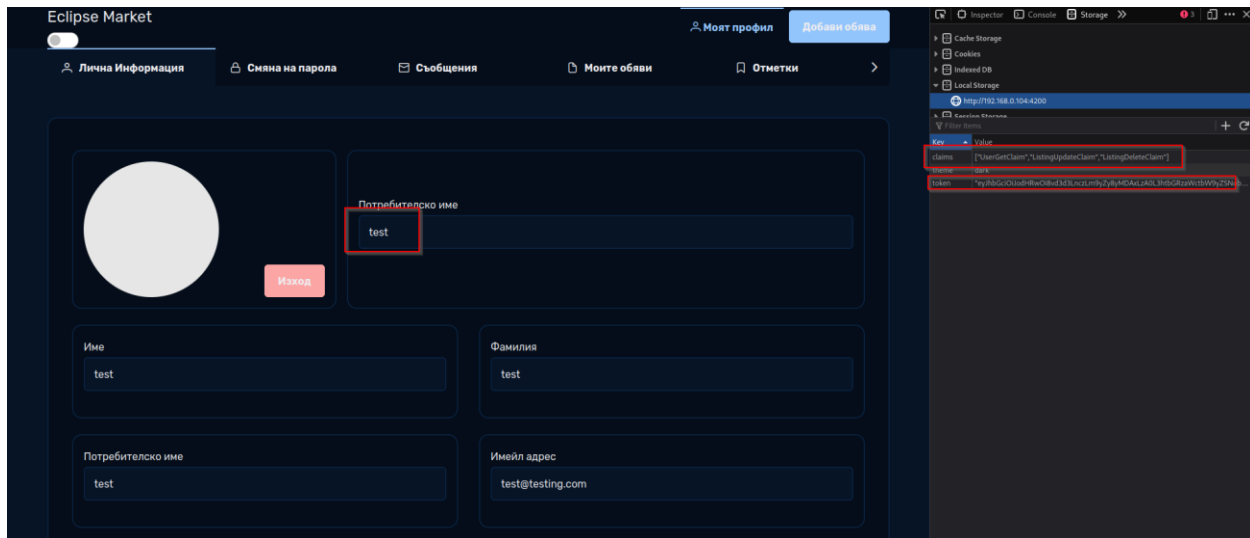 Eclipse Market
Моят профил
Добави обява
Лична Информация
Смяна на парола
Съобщения
Моите обяви
Отметки
Потребителско име
test
Изход
Име
test
Фамилия
test
Потребителско име
test
Имейл адрес
test@testing.com
Inspector Console Storage 3
Cache Storage
Cookies
Indexed DB
Local Storage
http://192.168.0.104:4200
Session Storage
Filter Items
Key Value
claims ["UserGetClaim","ListingUpdateClaim","ListingDeleteClaim"]
theme dark
token